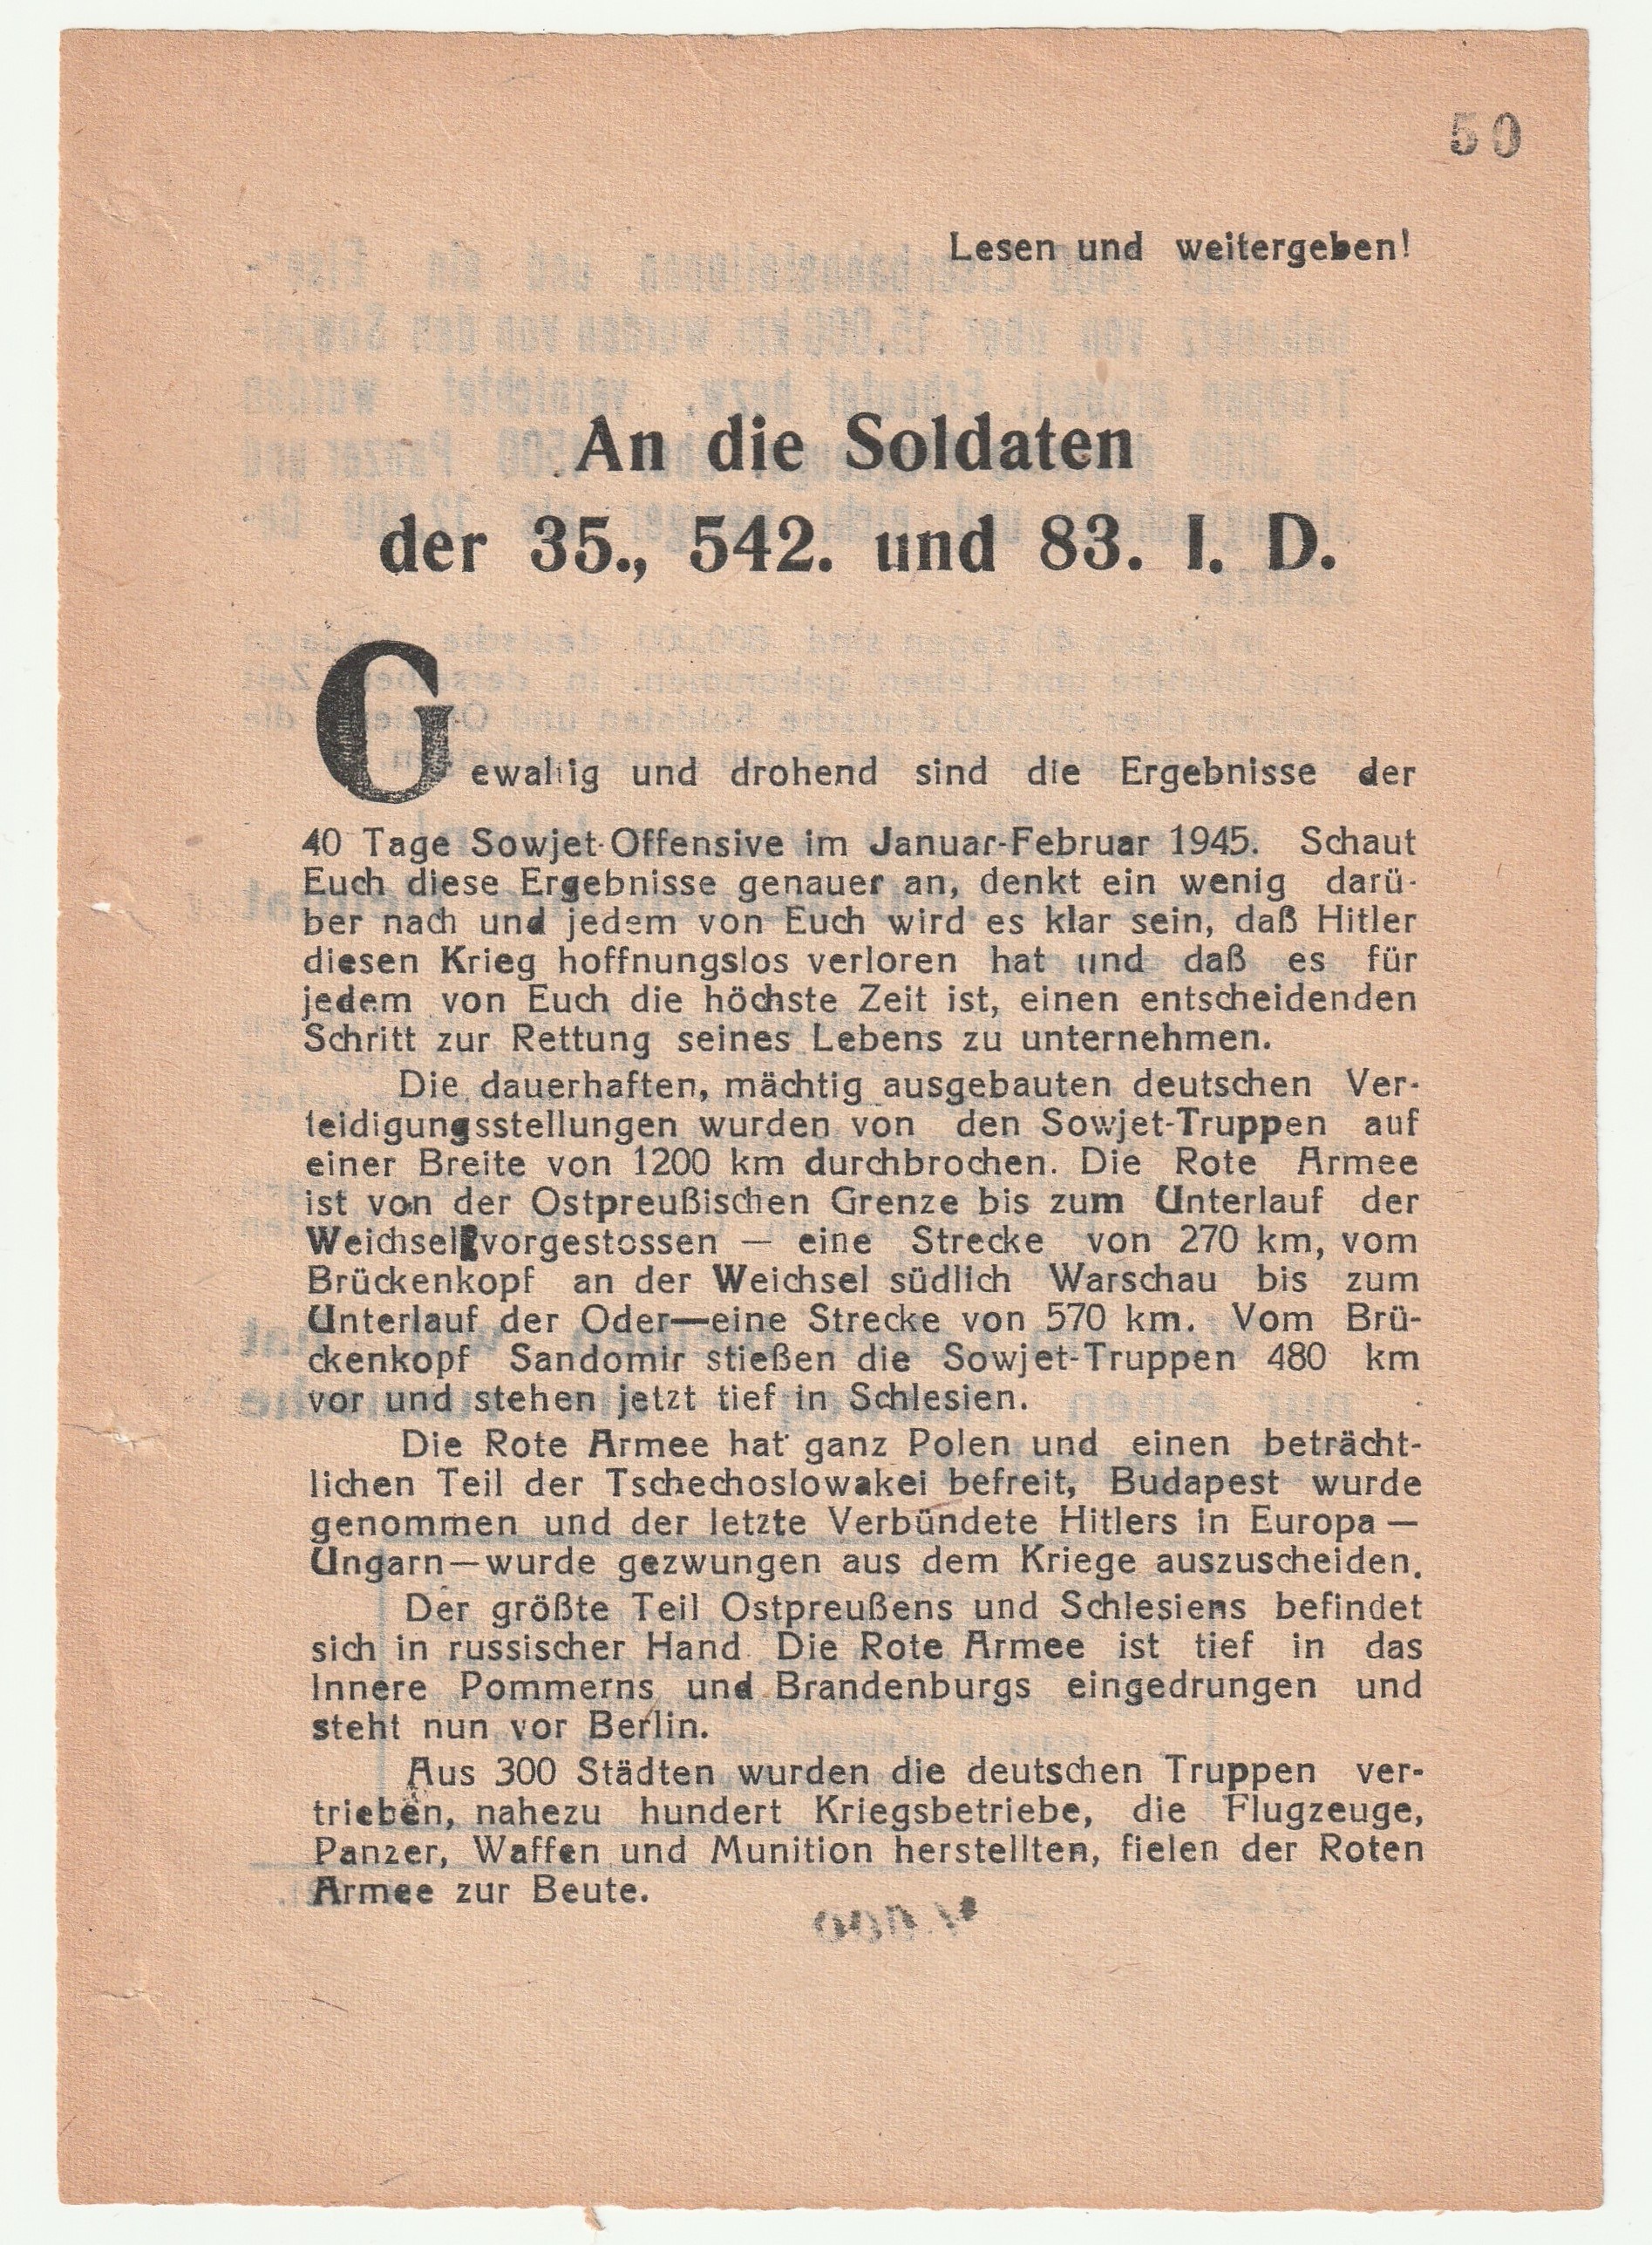 50
Lesen und weitergeben!
An die Soldaten
der 35., 542. und 83. I. D.
Gewaltig und drohend sind die Ergebnisse der
40 Tage Sowjet-Offensive im Januar-Februar 1945. Schaut
Euch diese Ergebnisse genauer an, denkt ein wenig darü-
ber nach und jedem von Euch wird es klar sein, daß Hitler
diesen Krieg hoffnungslos verloren hat und daß es für
jedem von Euch die höchste Zeit ist, einen entscheidenden
Schritt zur Rettung seines Lebens zu unternehmen.
Die dauerhaften, mächtig ausgebauten deutschen Ver-
teidigungsstellungen wurden von den Sowjet-Truppen auf
einer Breite von 1200 km durchbrochen. Die Rote Armee
ist von der Ostpreußischen Grenze bis zum Unterlauf der
Weichsel vorgestossen — eine Strecke von 270 km, vom
Brückenkopf an der Weichsel südlich Warschau bis zum
Unterlauf der Oder—eine Strecke von 570 km. Vom Brü-
ckenkopf Sandomir stießen die Sowjet-Truppen 480 km
vor und stehen jetzt tief in Schlesien.
Die Rote Armee hat ganz Polen und einen beträcht-
lichen Teil der Tschechoslowakei befreit, Budapest wurde
genommen und der letzte Verbündete Hitlers in Europa —
Ungarn—wurde gezwungen aus dem Kriege auszuscheiden.
Der größte Teil Ostpreußens und Schlesiens befindet
sich in russischer Hand. Die Rote Armee ist tief in das
Innere Pommerns und Brandenburgs eingedrungen und
steht nun vor Berlin.
Aus 300 Städten wurden die deutschen Truppen ver-
trieben, nahezu hundert Kriegsbetriebe, die Flugzeuge,
Panzer, Waffen und Munition herstellten, fielen der Roten
Armee zur Beute.